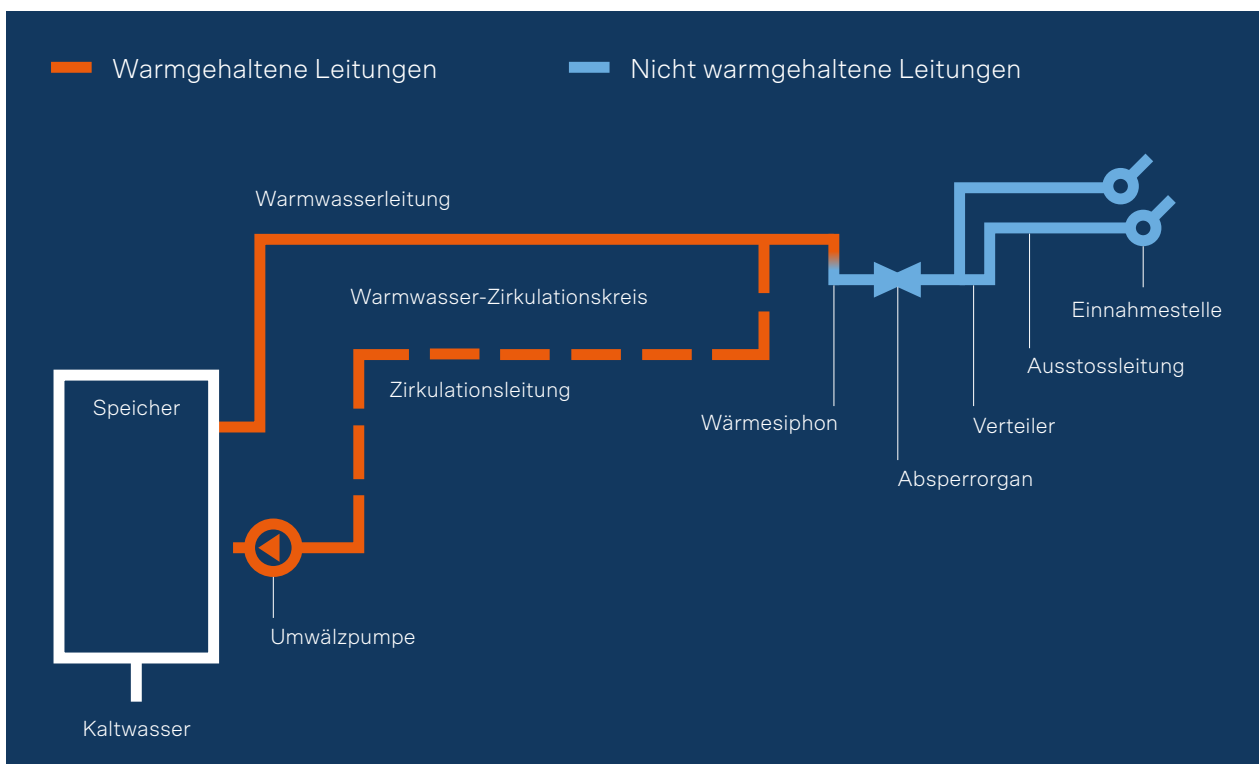 Warmgehaltene Leitungen
Nicht warmgehaltene Leitungen
Warmwasserleitung
Warmwasser-Zirkulationskreis
Einnahmestelle
Ausstossleitung
Zirkulationsleitung
Speicher
Wärmesiphon
Verteiler
Absperrorgan
Umwälzpumpe
Kaltwasser